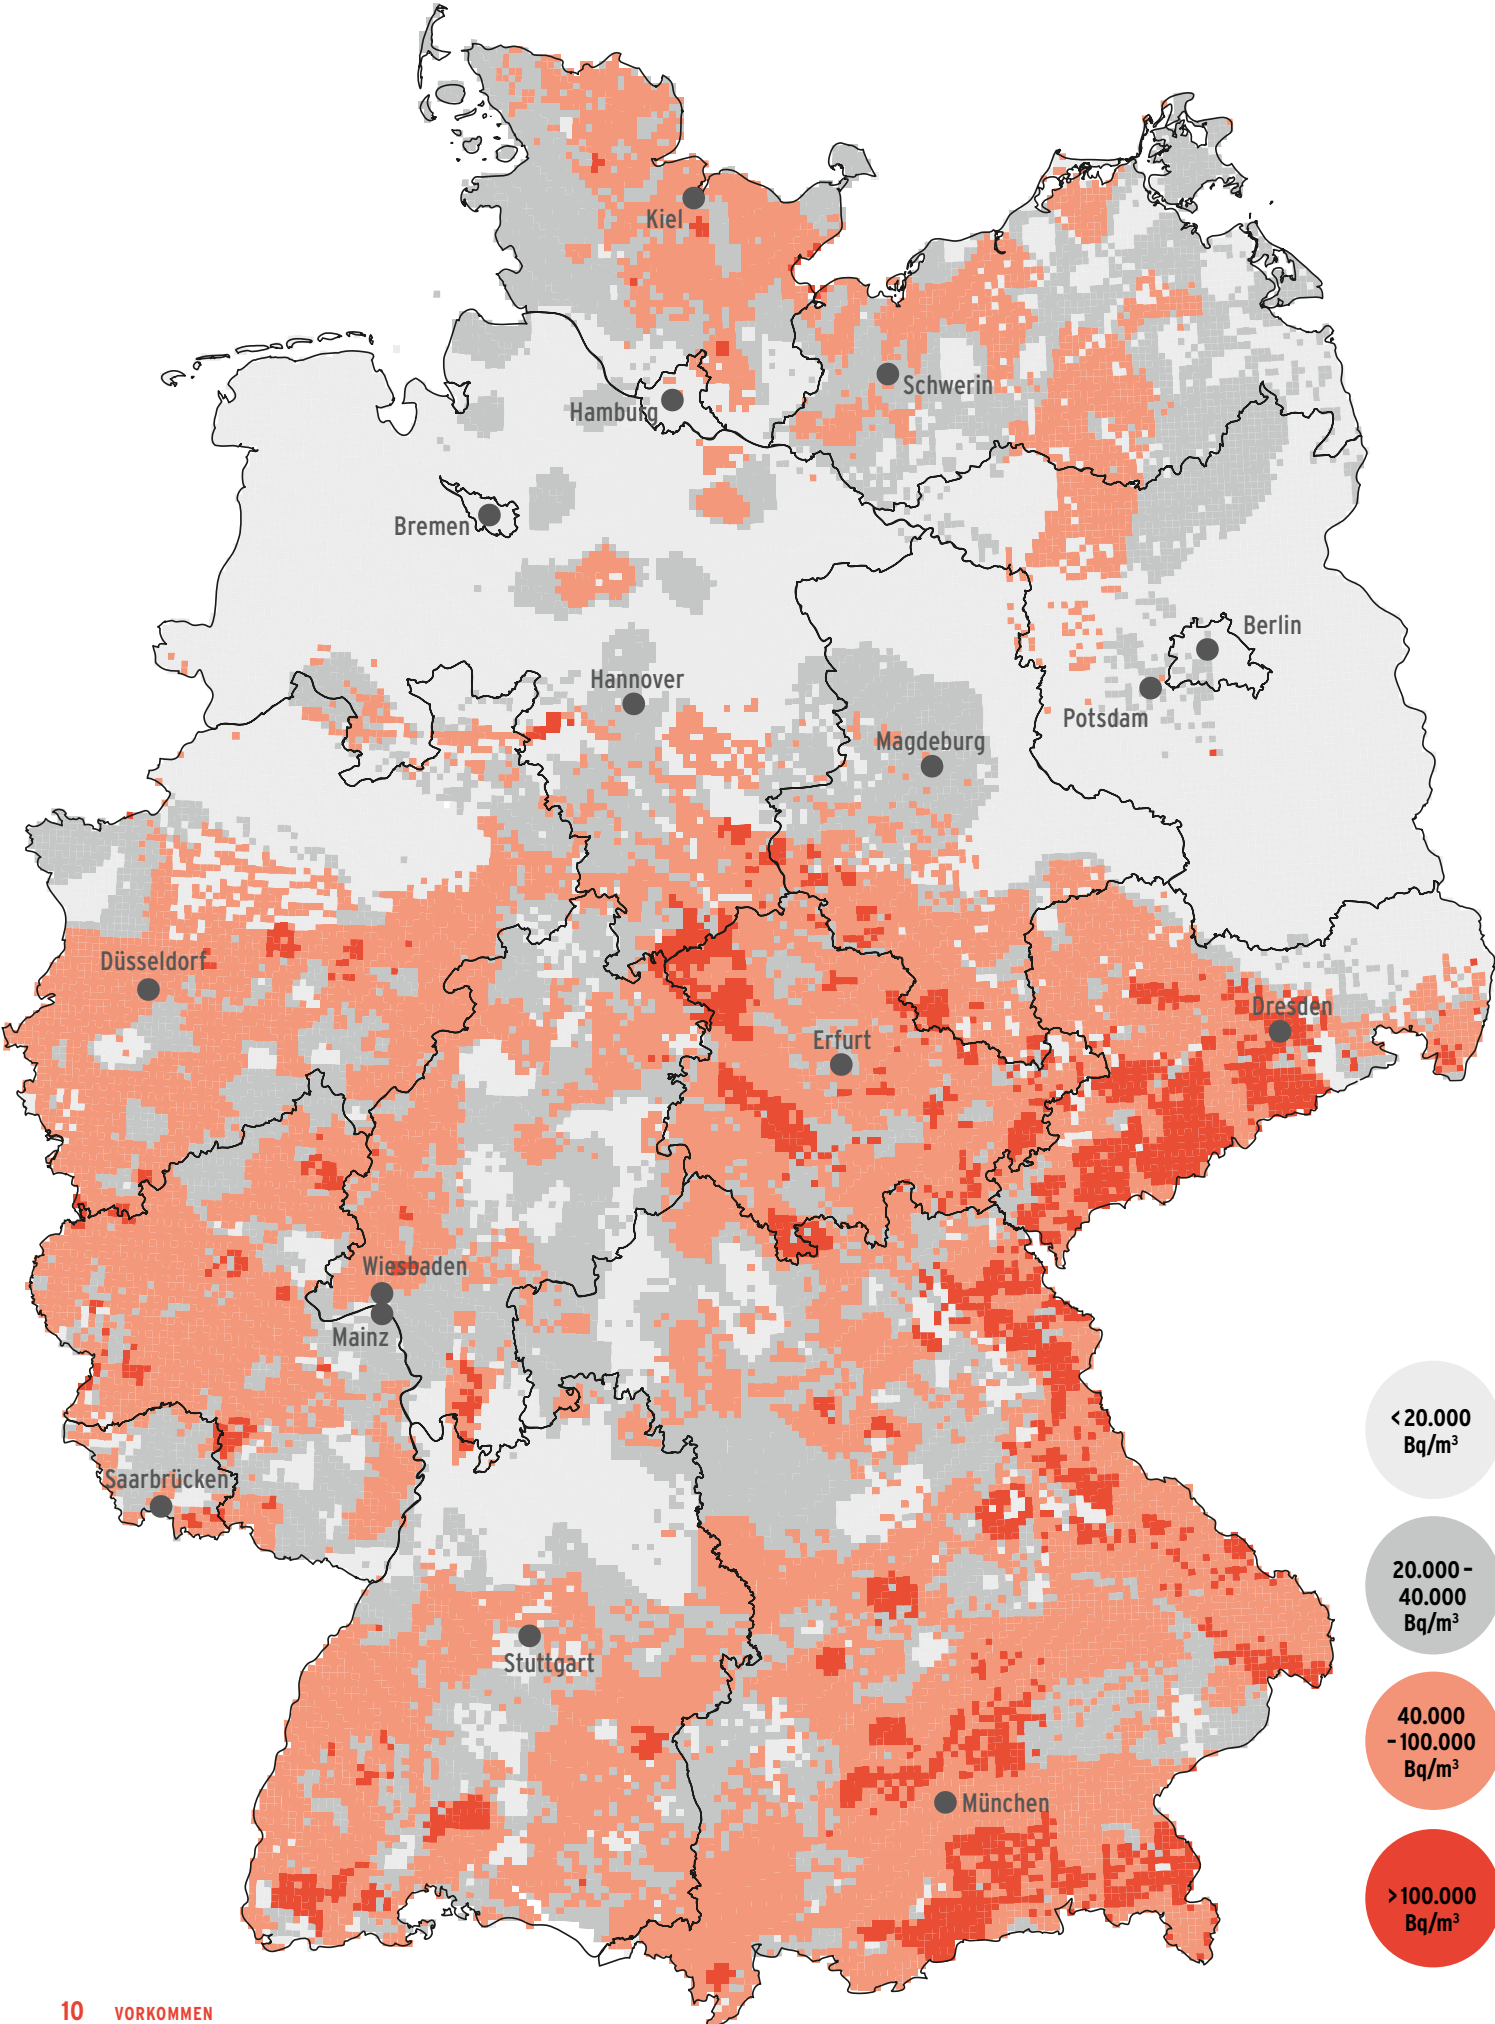 Kiel
Schwerin
Hamburg
Bremen
Berlin
Hannover
Potsdam
Magdeburg
Düsseldorf
Dresden
Erfurt
Wiesbaden
Mainz
Saarbrücken
Stuttgart
München
< 20.000
Bq/m³
20.000 –
40.000
Bq/m³
40.000
– 100.000
Bq/m³
> 100.000
Bq/m³
10 VORKOMMEN